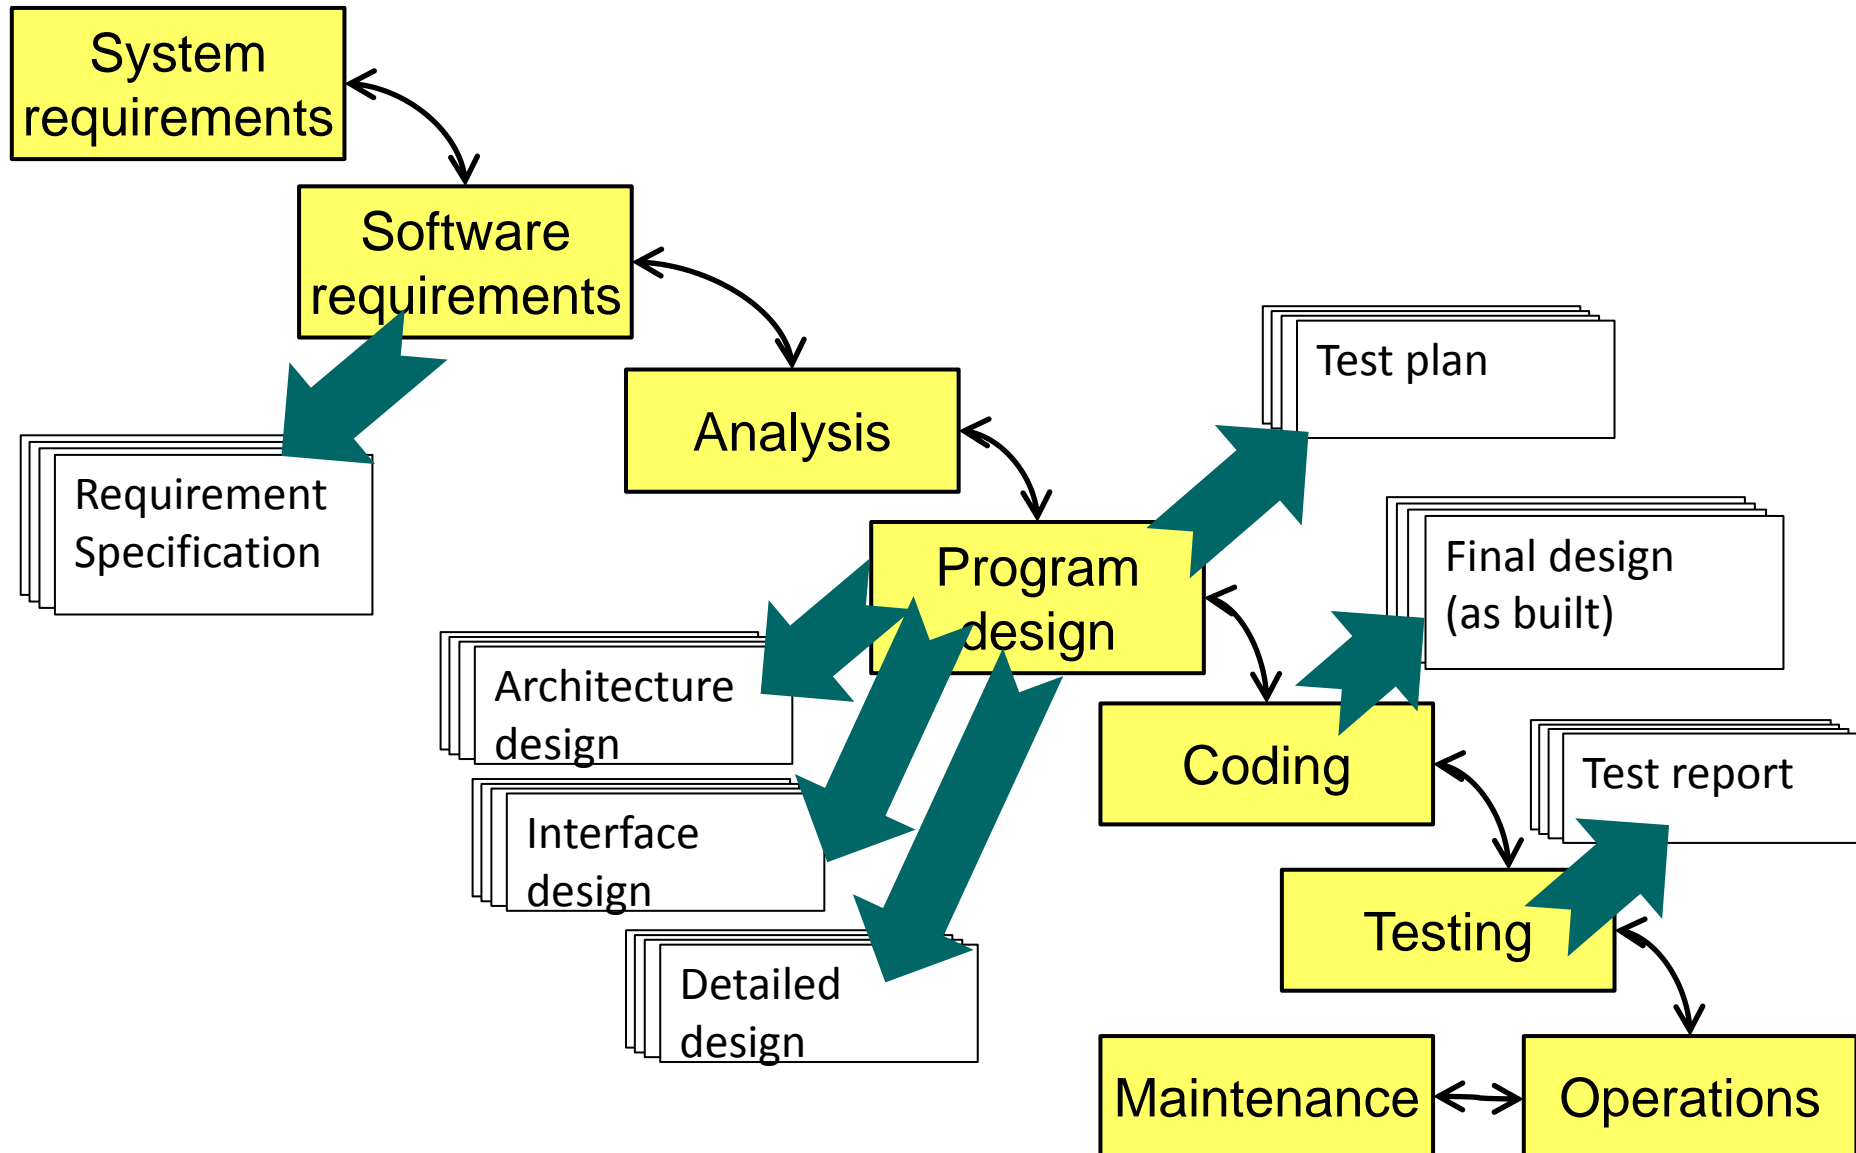 System
requirements
Software
requirements
Analysis
Program
design
Coding
Testing
Operations
Maintenance
Requirement
Specification
Architecture
design
Interface
design
Detailed
design
Test plan
Final design
(as built)
Test report